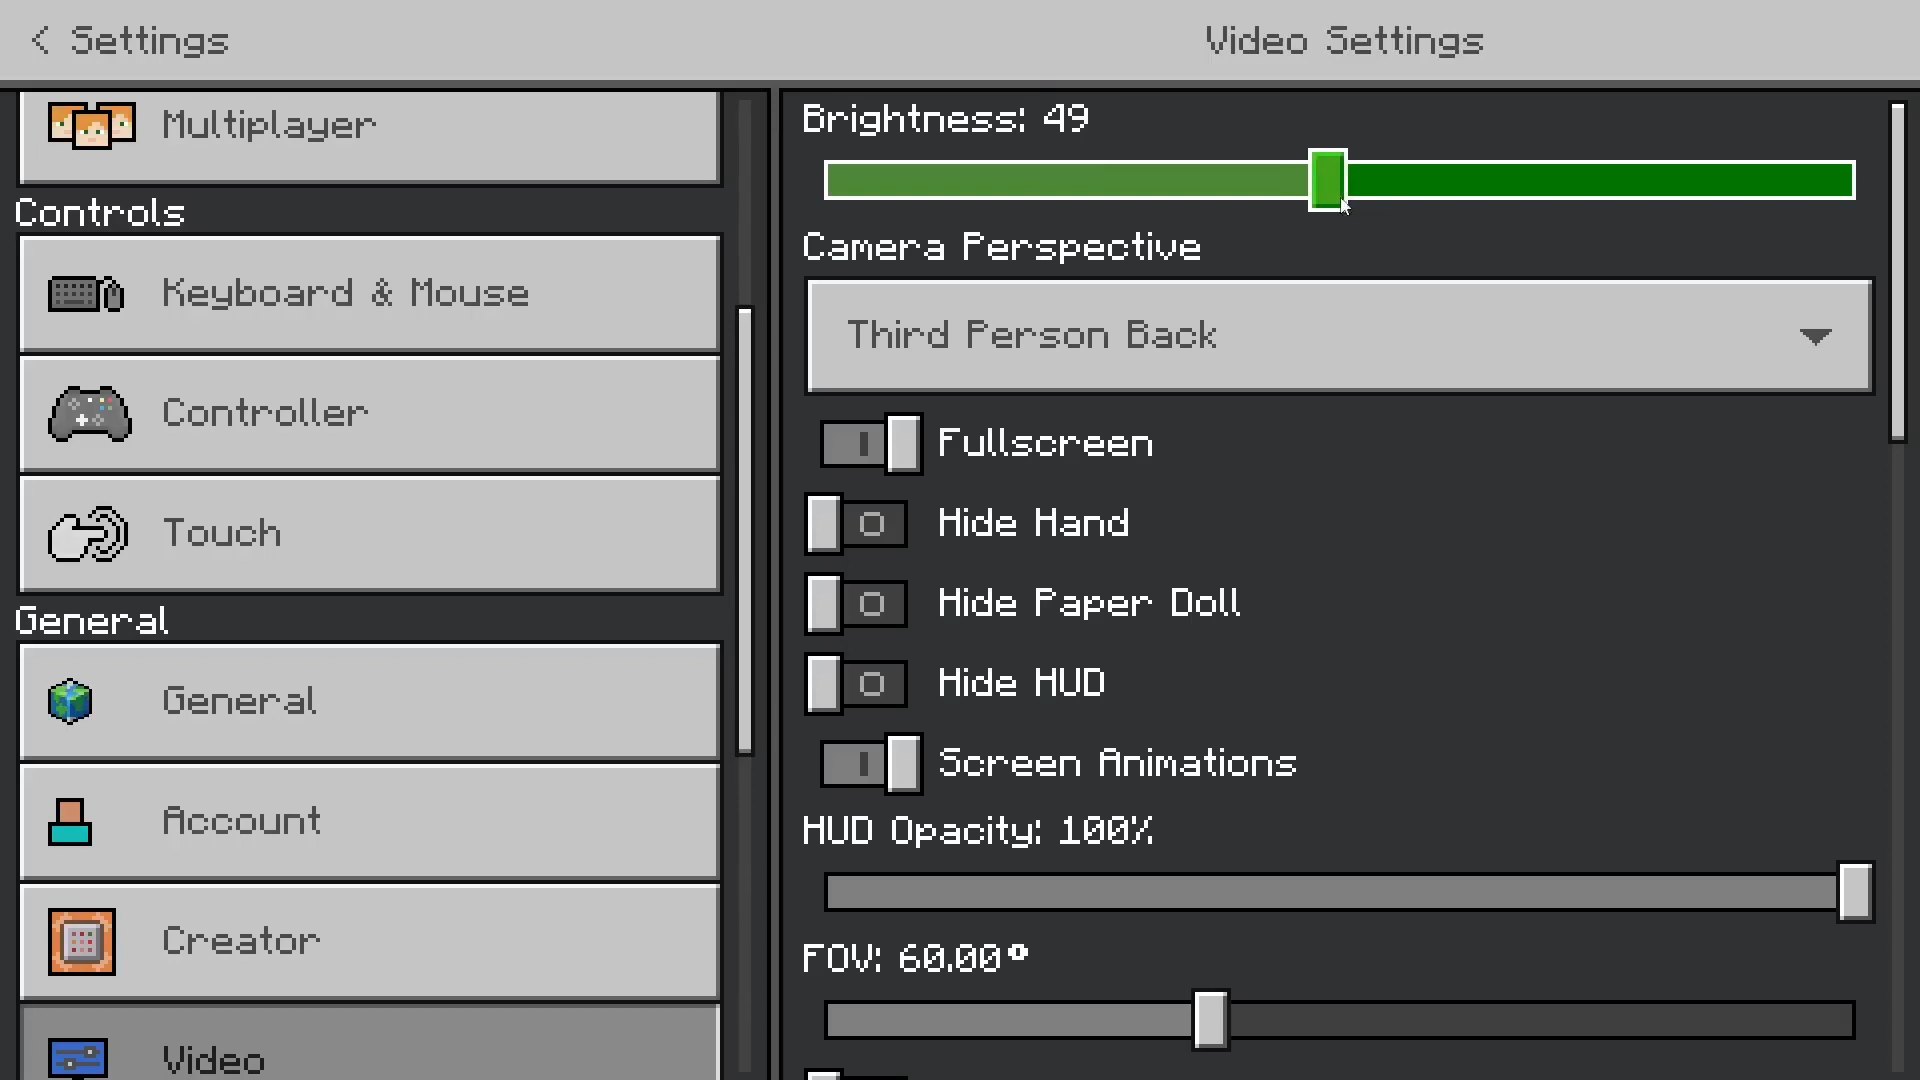 Settings
Video Settings
Multiplayer
Controls
Keyboard & Mouse
Controller
Touch
General
General
Account
Creator
Video
Brightness: 49
Camera Perspective
Third Person Back
Fullscreen
Hide Hand
Hide Paper Doll
Hide HUD
Screen Animations
HUD Opacity: 100%
FOV: 60.00°